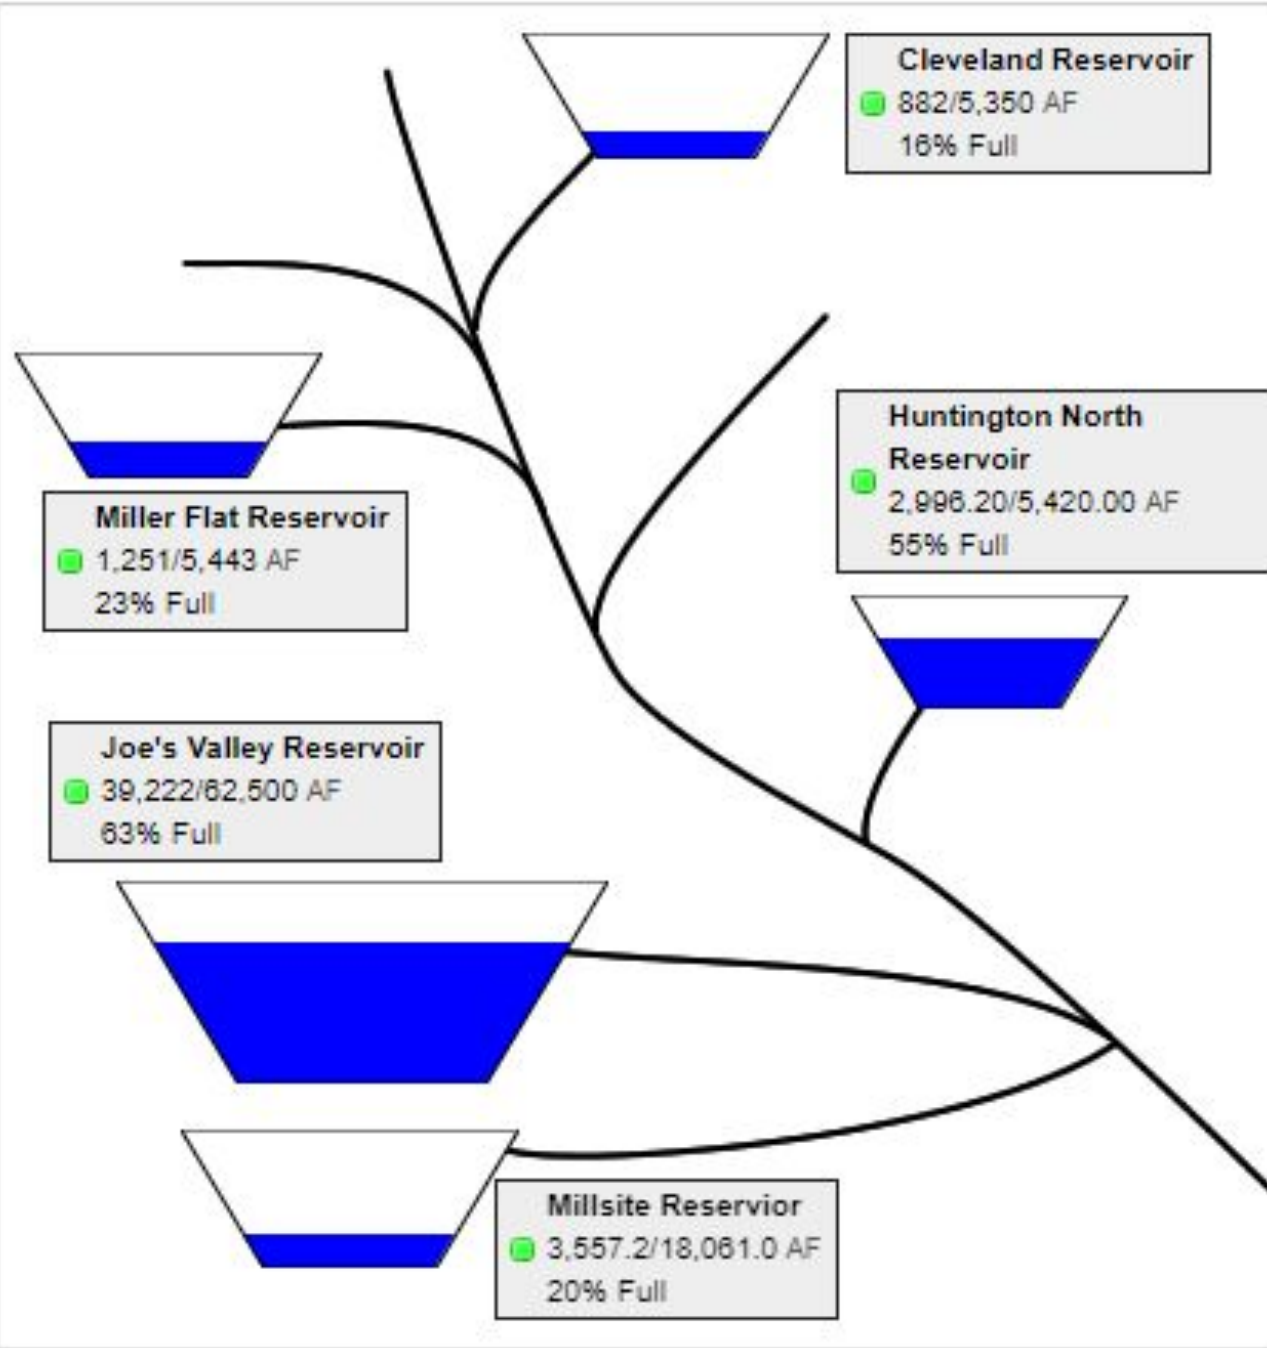 Cleveland Reservoir
882/5,350 AF
16% Full
Huntington North
Reservoir
2,996.20/5,420.00 AF
55% Full
Miller Flat Reservoir
1,251/5,443 AF
23% Full
Joe's Valley Reservoir
39,222/62,500 AF
63% Full
Millsite Reservior
3,557.2/18,061.0 AF
20% Full